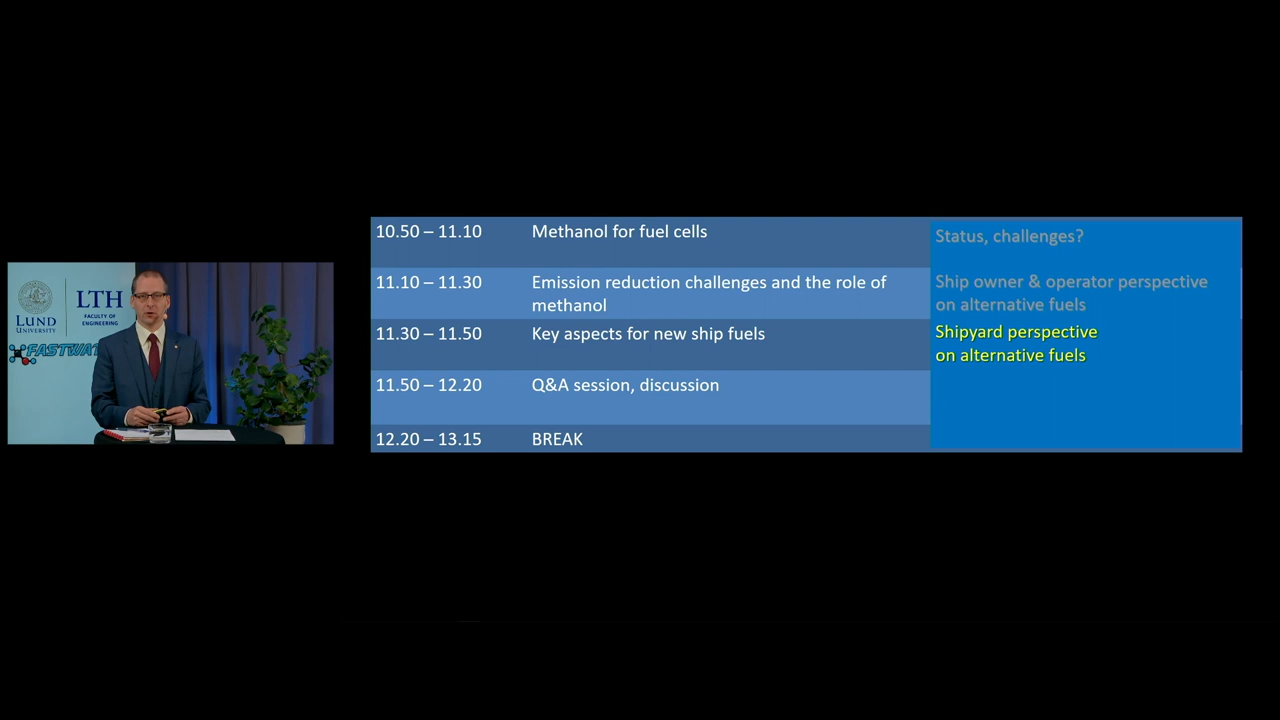 LUND
UNIVERSITY
LTH
FACULTY OF
ENGINEERING
FASTWAT
10.50 – 11.10 Methanol for fuel cells Status, challenges?
11.10 – 11.30 Emission reduction challenges and the role of Ship owner & operator perspective
methanol on alternative fuels
11.30 – 11.50 Key aspects for new ship fuels Shipyard perspective
on alternative fuels
11.50 – 12.20 Q&A session, discussion
12.20 – 13.15 BREAK